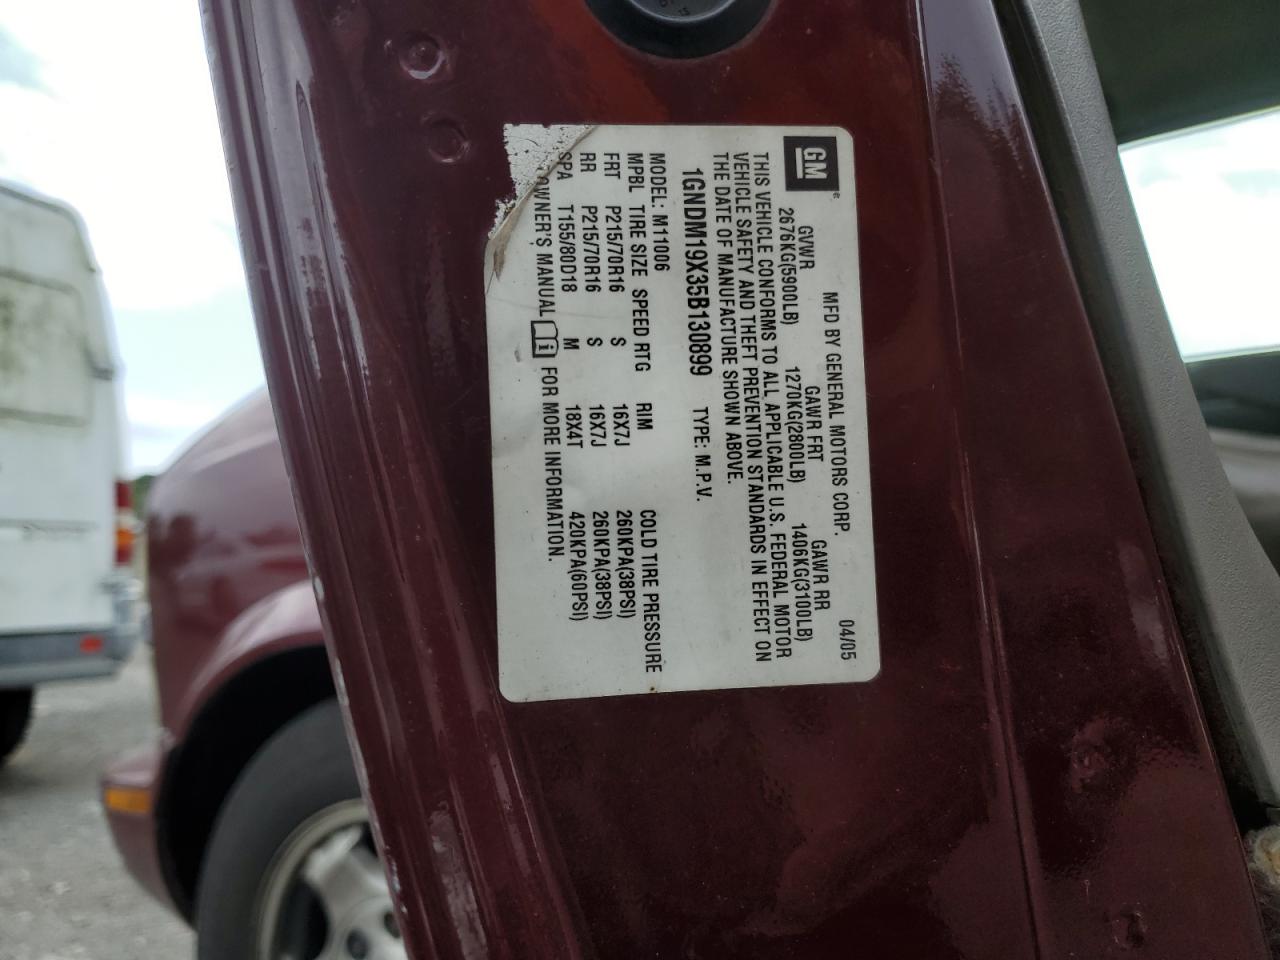 GM
MFD BY GENERAL MOTORS CORP. 04/05
GVWR GAWR FRT GAWR RR
2676KG(5900LB) 1270KG(2800LB) 1406KG(3100LB)
THIS VEHICLE CONFORMS TO ALL APPLICABLE U.S. FEDERAL MOTOR
VEHICLE SAFETY AND THEFT PREVENTION STANDARDS IN EFFECT ON
THE DATE OF MANUFACTURE SHOWN ABOVE.
1GNDM19X35B130899 TYPE: M.P.V.
MODEL: M11006
MPBL TIRE SIZE SPEED RTG RIM COLD TIRE PRESSURE
FRT P215/70R16 S 16X7J 260KPA(38PSI)
RR P215/70R16 S 16X7J 260KPA(38PSI)
SPA T155/80D18 M 18X4T 420KPA(60PSI)
OWNER'S MANUAL FOR MORE INFORMATION.